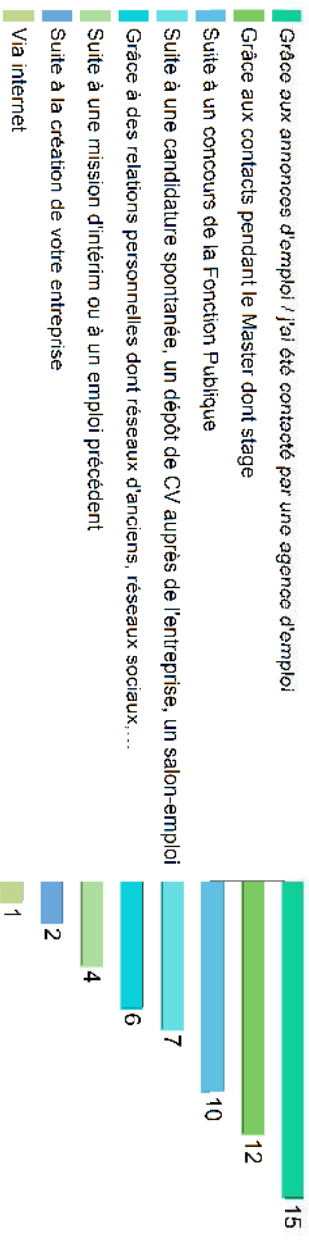 Grâce aux annonces d'emploi / j'ai été contacté par une agence d'emploi
15
Grâce aux contacts pendant le Master dont stage
12
Suite à un concours de la Fonction Publique
10
Suite à une candidature spontanée, un dépôt de CV auprès de l'entreprise, un salon-emploi
7
Grâce à des relations personnelles dont réseaux d'anciens, réseaux sociaux,...
6
Suite à une mission d'intérim ou à un emploi précédent
4
Suite à la création de votre entreprise
2
Via internet
1